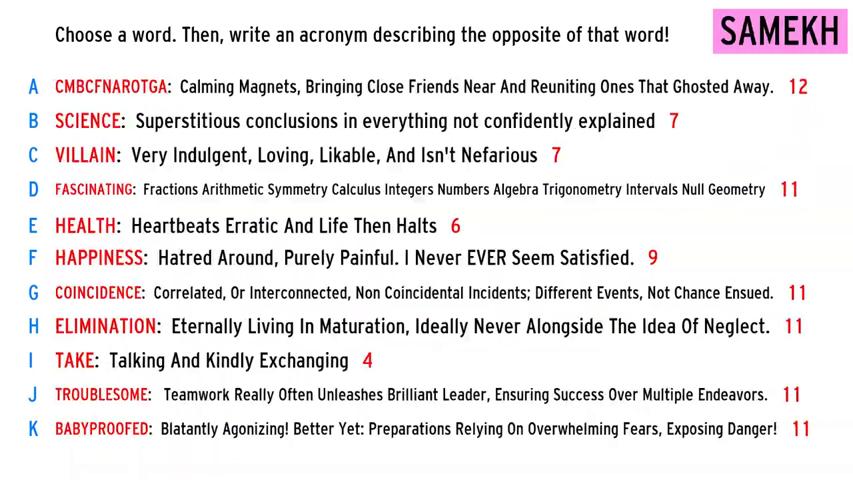 Choose a word. Then, write an acronym describing the opposite of that word!
SAMEKH
A CMBCFNAROTGA: Calming Magnets, Bringing Close Friends Near And Reuniting Ones That Ghosted Away. 12
B SCIENCE: Superstitious conclusions in everything not confidently explained 7
C VILLAIN: Very Indulgent, Loving, Likable, And Isn't Nefarious 7
D FASCINATING: Fractions Arithmetic Symmetry Calculus Integers Numbers Algebra Trigonometry Intervals Null Geometry 11
E HEALTH: Heartbeats Erratic And Life Then Halts 6
F HAPPINESS: Hatred Around, Purely Painful. I Never EVER Seem Satisfied. 9
G COINCIDENCE: Correlated, Or Interconnected, Non Coincidental Incidents; Different Events, Not Chance Ensued. 11
H ELIMINATION: Eternally Living In Maturation, Ideally Never Alongside The Idea Of Neglect. 11
I TAKE: Talking And Kindly Exchanging 4
J TROUBLESOME: Teamwork Really Often Unleashes Brilliant Leader, Ensuring Success Over Multiple Endeavors. 11
K BABYPROOFED: Blatantly Agonizing! Better Yet: Preparations Relying On Overwhelming Fears, Exposing Danger! 11